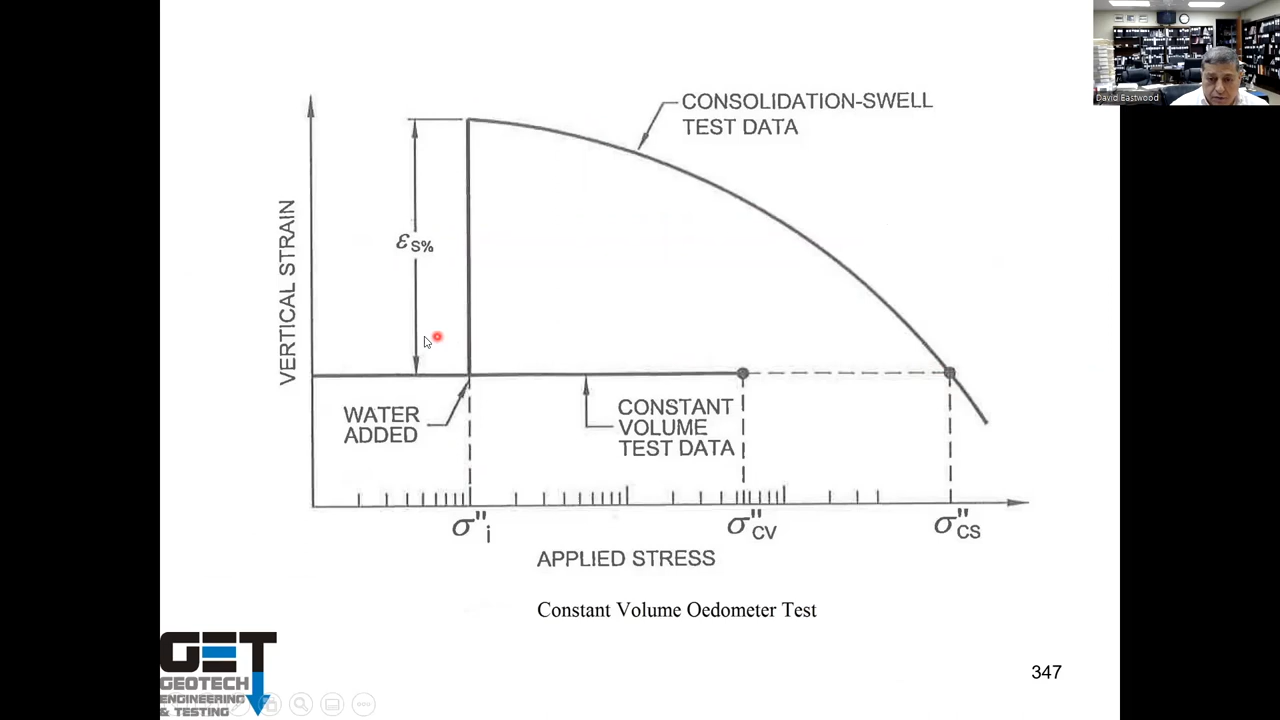 David Eastwood
CONSOLIDATION-SWELL
TEST DATA
VERTICAL STRAIN
εS%
WATER
ADDED
CONSTANT
VOLUME
TEST DATA
σ"i
σ"CV
σ"CS
APPLIED STRESS
Constant Volume Oedometer Test
GET
GEOTECH
ENGINEERING
& TESTING
347